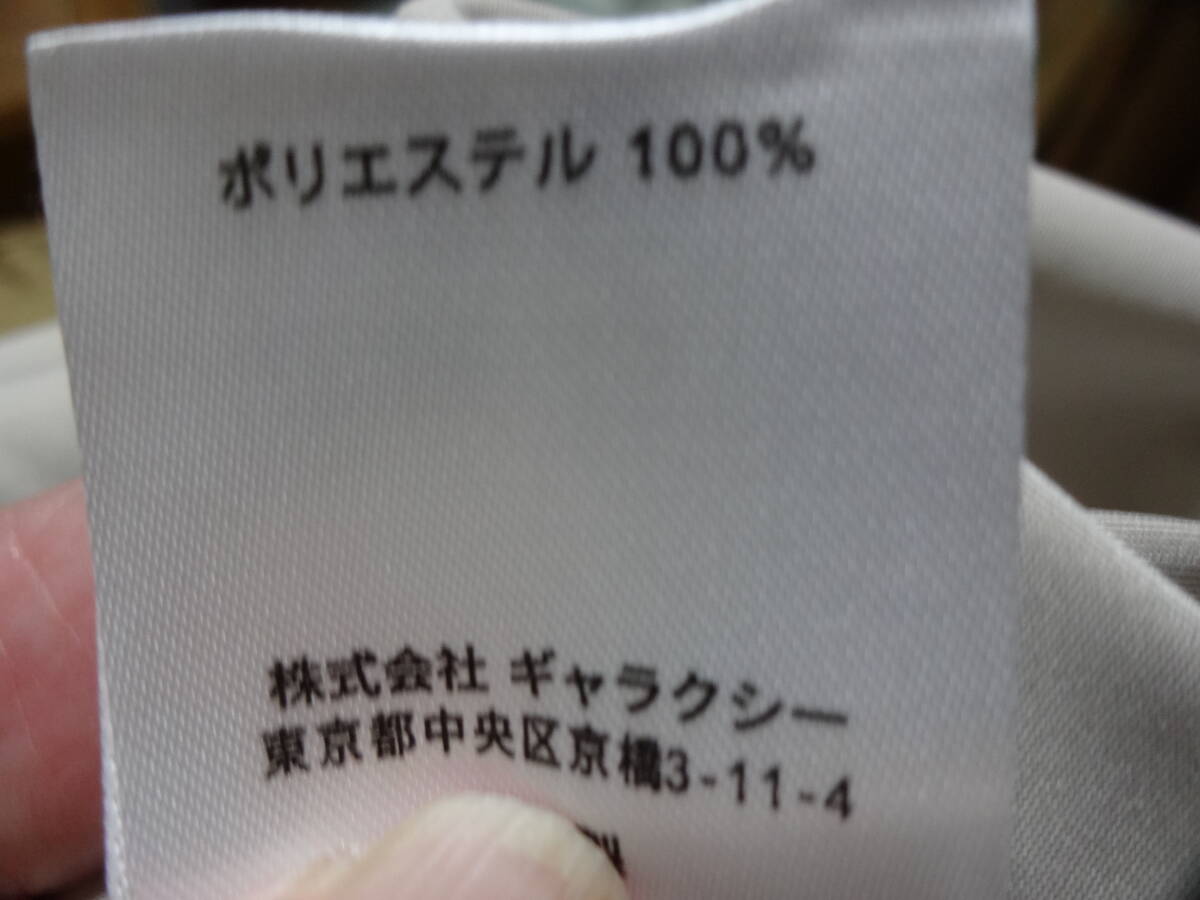 ポリエステル 100%
株式会社 ギャラクシー
東京都中央区京橋3-11-4